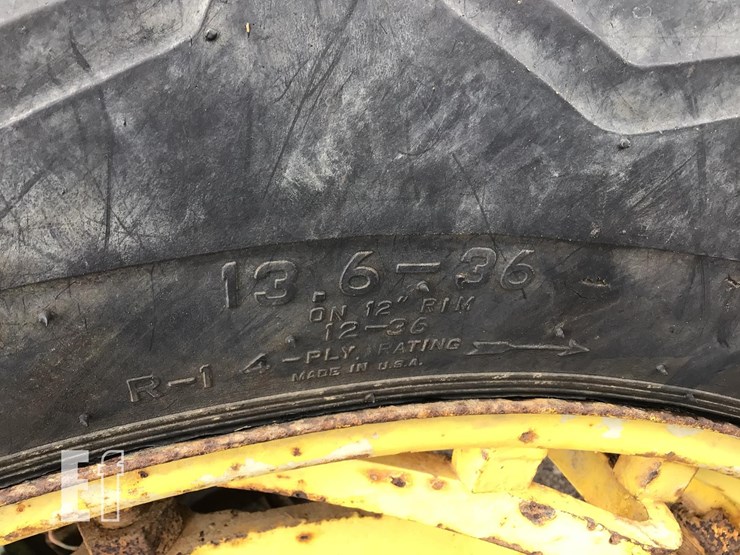 13.6-36
ON 12" RIM
12-36
R-1 4-PLY. RATING
MADE IN U.S.A.